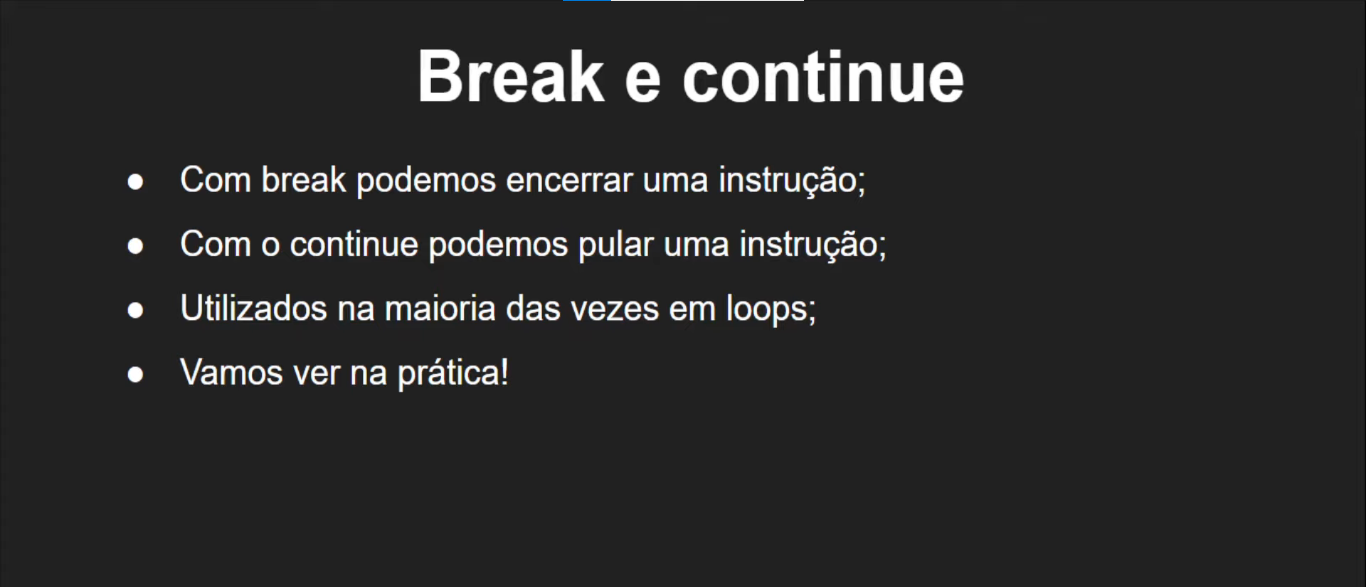 Break e continue
● Com break podemos encerrar uma instrução;
● Com o continue podemos pular uma instrução;
● Utilizados na maioria das vezes em loops;
● Vamos ver na prática!